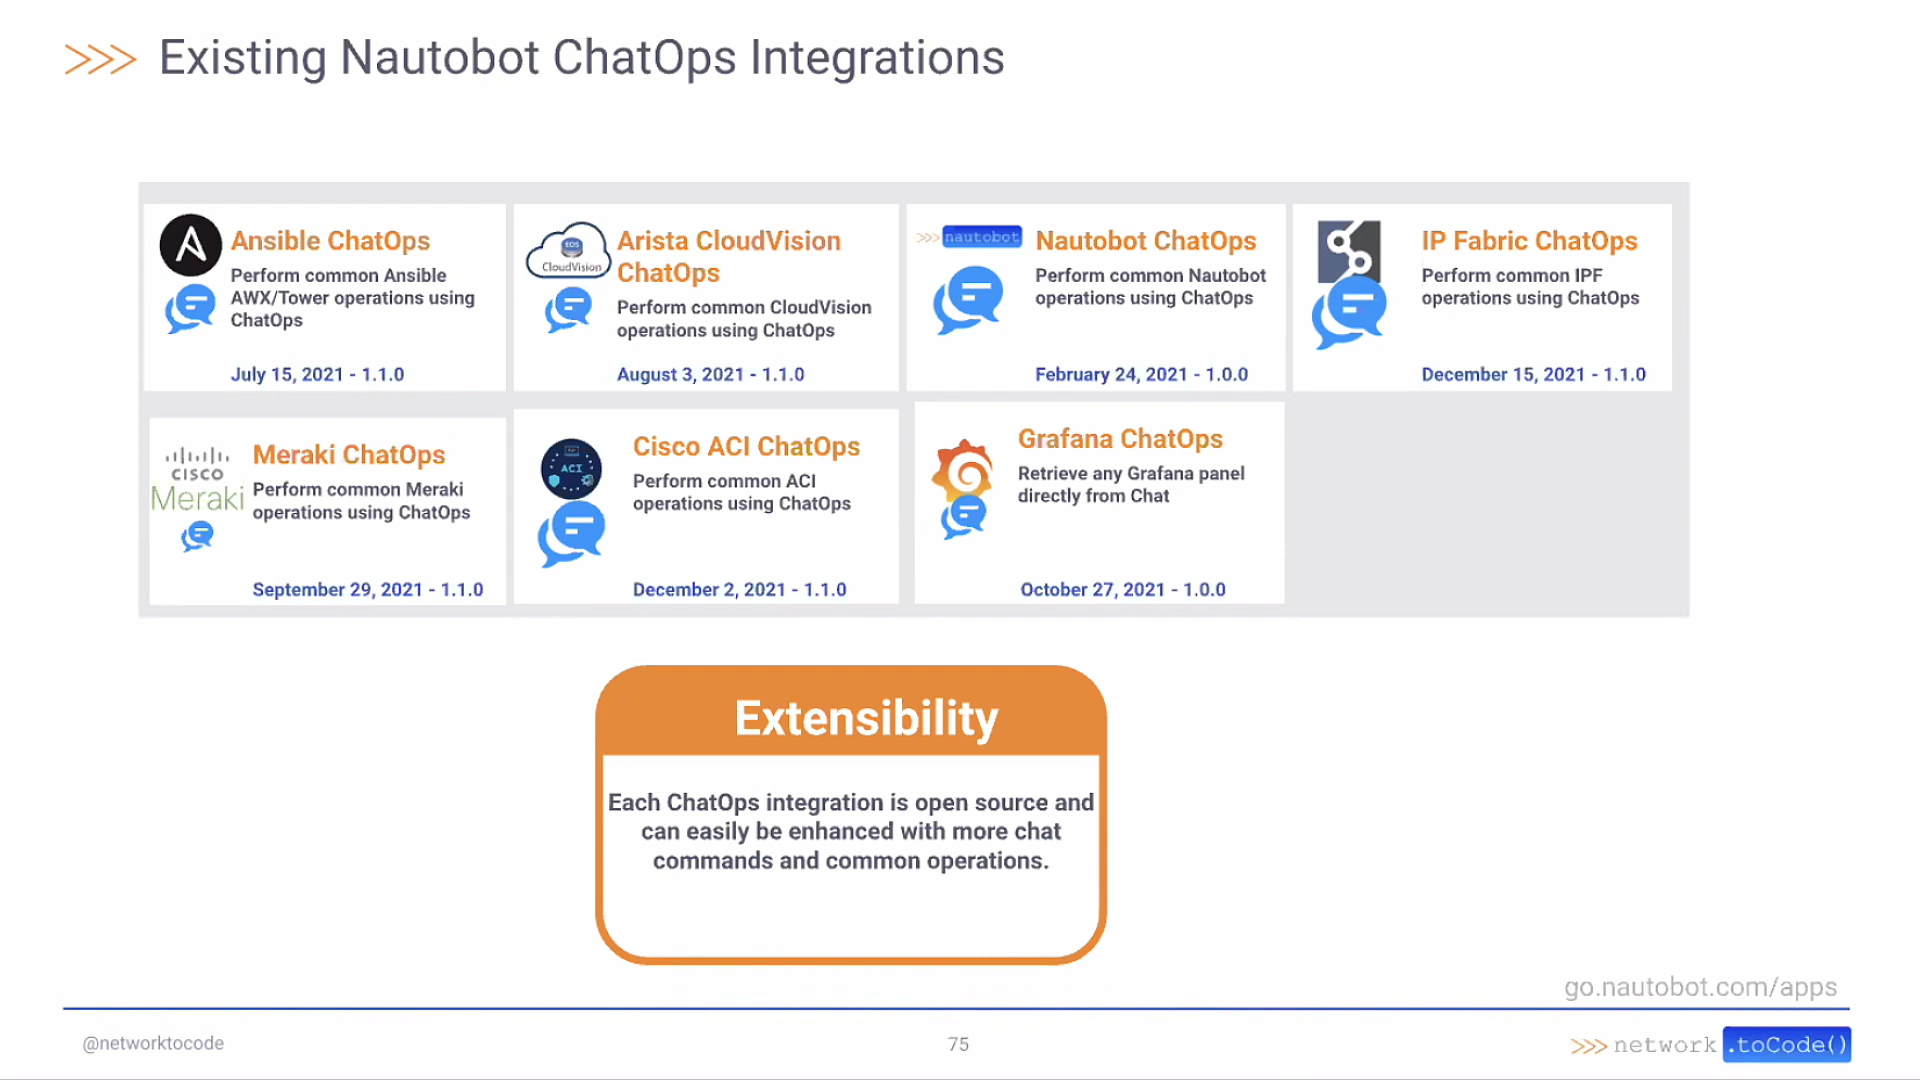 >>> Existing Nautobot ChatOps Integrations
Ansible ChatOps
Perform common Ansible
AWX/Tower operations using
ChatOps
July 15, 2021 - 1.1.0
EOS
CloudVision
Arista CloudVision
ChatOps
Perform common CloudVision
operations using ChatOps
August 3, 2021 - 1.1.0
>>> nautobot
Nautobot ChatOps
Perform common Nautobot
operations using ChatOps
February 24, 2021 - 1.0.0
IP Fabric ChatOps
Perform common IPF
operations using ChatOps
December 15, 2021 - 1.1.0
CISCO
Meraki
Meraki ChatOps
Perform common Meraki
operations using ChatOps
September 29, 2021 - 1.1.0
ACI
Cisco ACI ChatOps
Perform common ACI
operations using ChatOps
December 2, 2021 - 1.1.0
Grafana ChatOps
Retrieve any Grafana panel
directly from Chat
October 27, 2021 - 1.0.0
Extensibility
Each ChatOps integration is open source and
can easily be enhanced with more chat
commands and common operations.
go.nautobot.com/apps
@networktocode
75
>>> network.toCode()